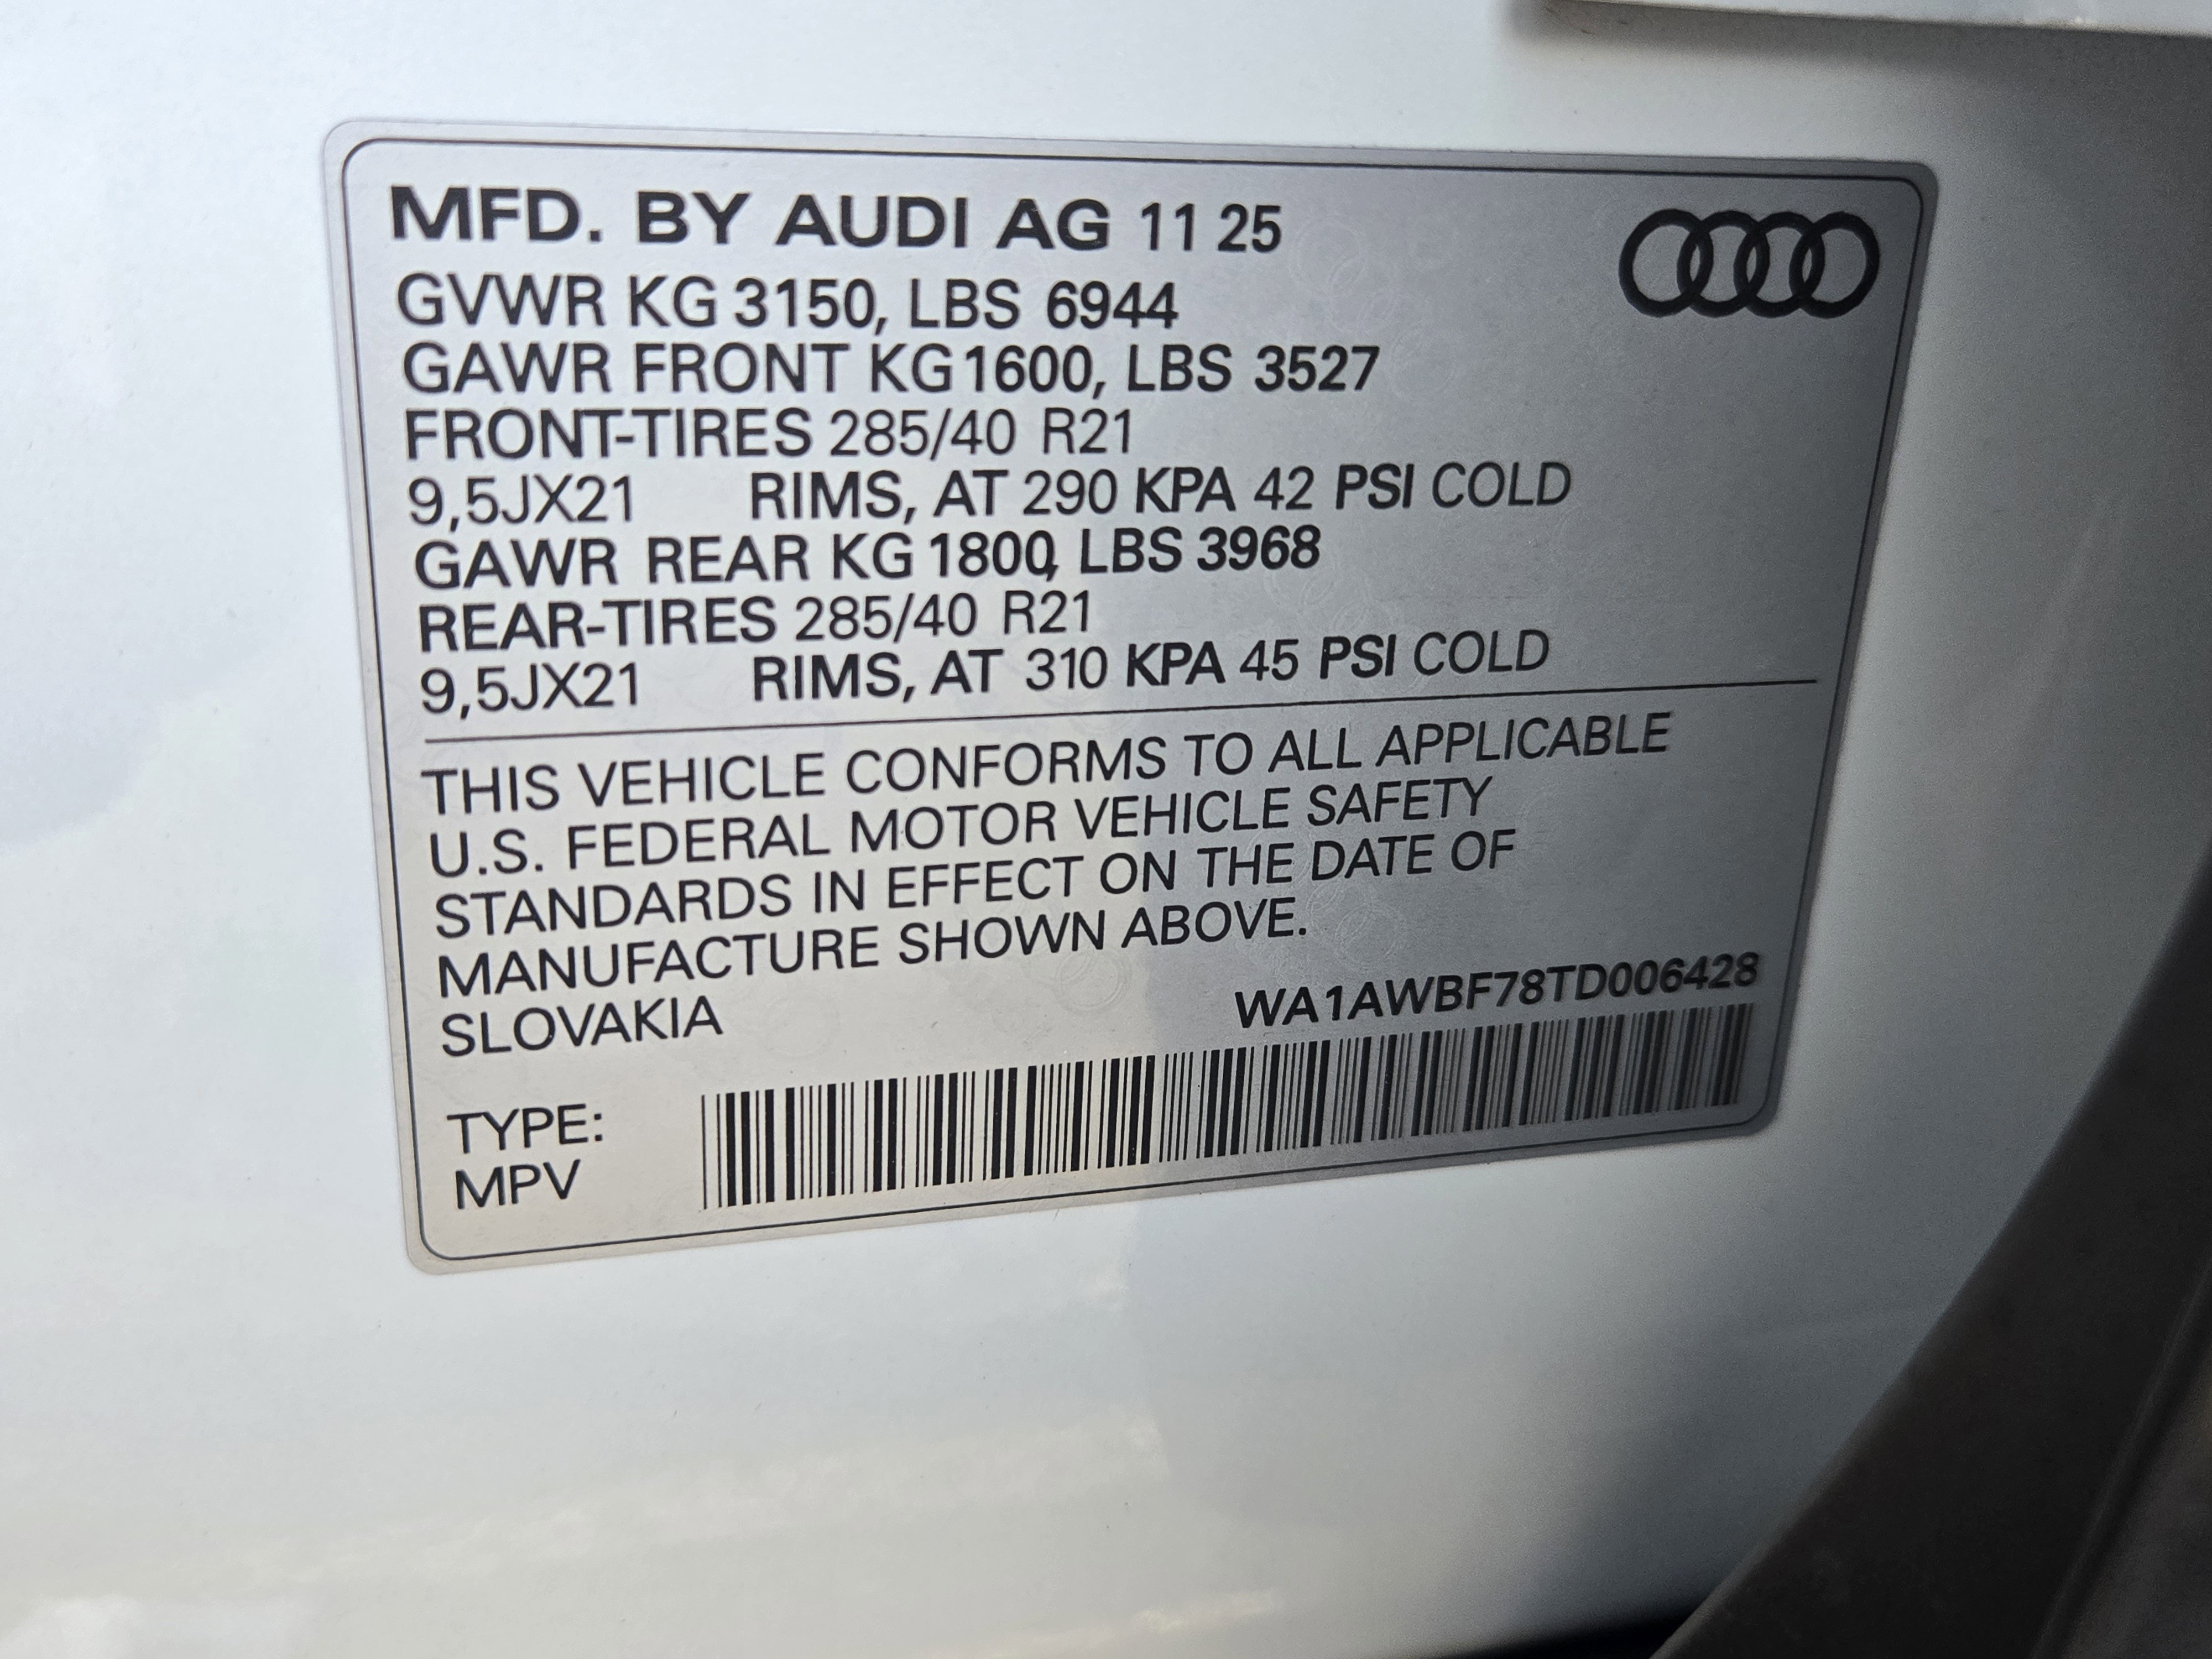 MFD. BY AUDI AG 11 25
GVWR KG 3150, LBS 6944
GAWR FRONT KG 1600, LBS 3527
FRONT-TIRES 285/40 R21
9,5JX21 RIMS, AT 290 KPA 42 PSI COLD
GAWR REAR KG 1800, LBS 3968
REAR-TIRES 285/40 R21
9,5JX21 RIMS, AT 310 KPA 45 PSI COLD
THIS VEHICLE CONFORMS TO ALL APPLICABLE
U.S. FEDERAL MOTOR VEHICLE SAFETY
STANDARDS IN EFFECT ON THE DATE OF
MANUFACTURE SHOWN ABOVE.
SLOVAKIA
WA1AWBF78TD006428
TYPE:
MPV